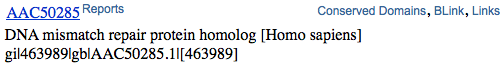 AAC50285 Reports Conserved Domains, BLink, Links
DNA mismatch repair protein homolog [Homo sapiens]
gi|463989|gb|AAC50285.1|[463989]